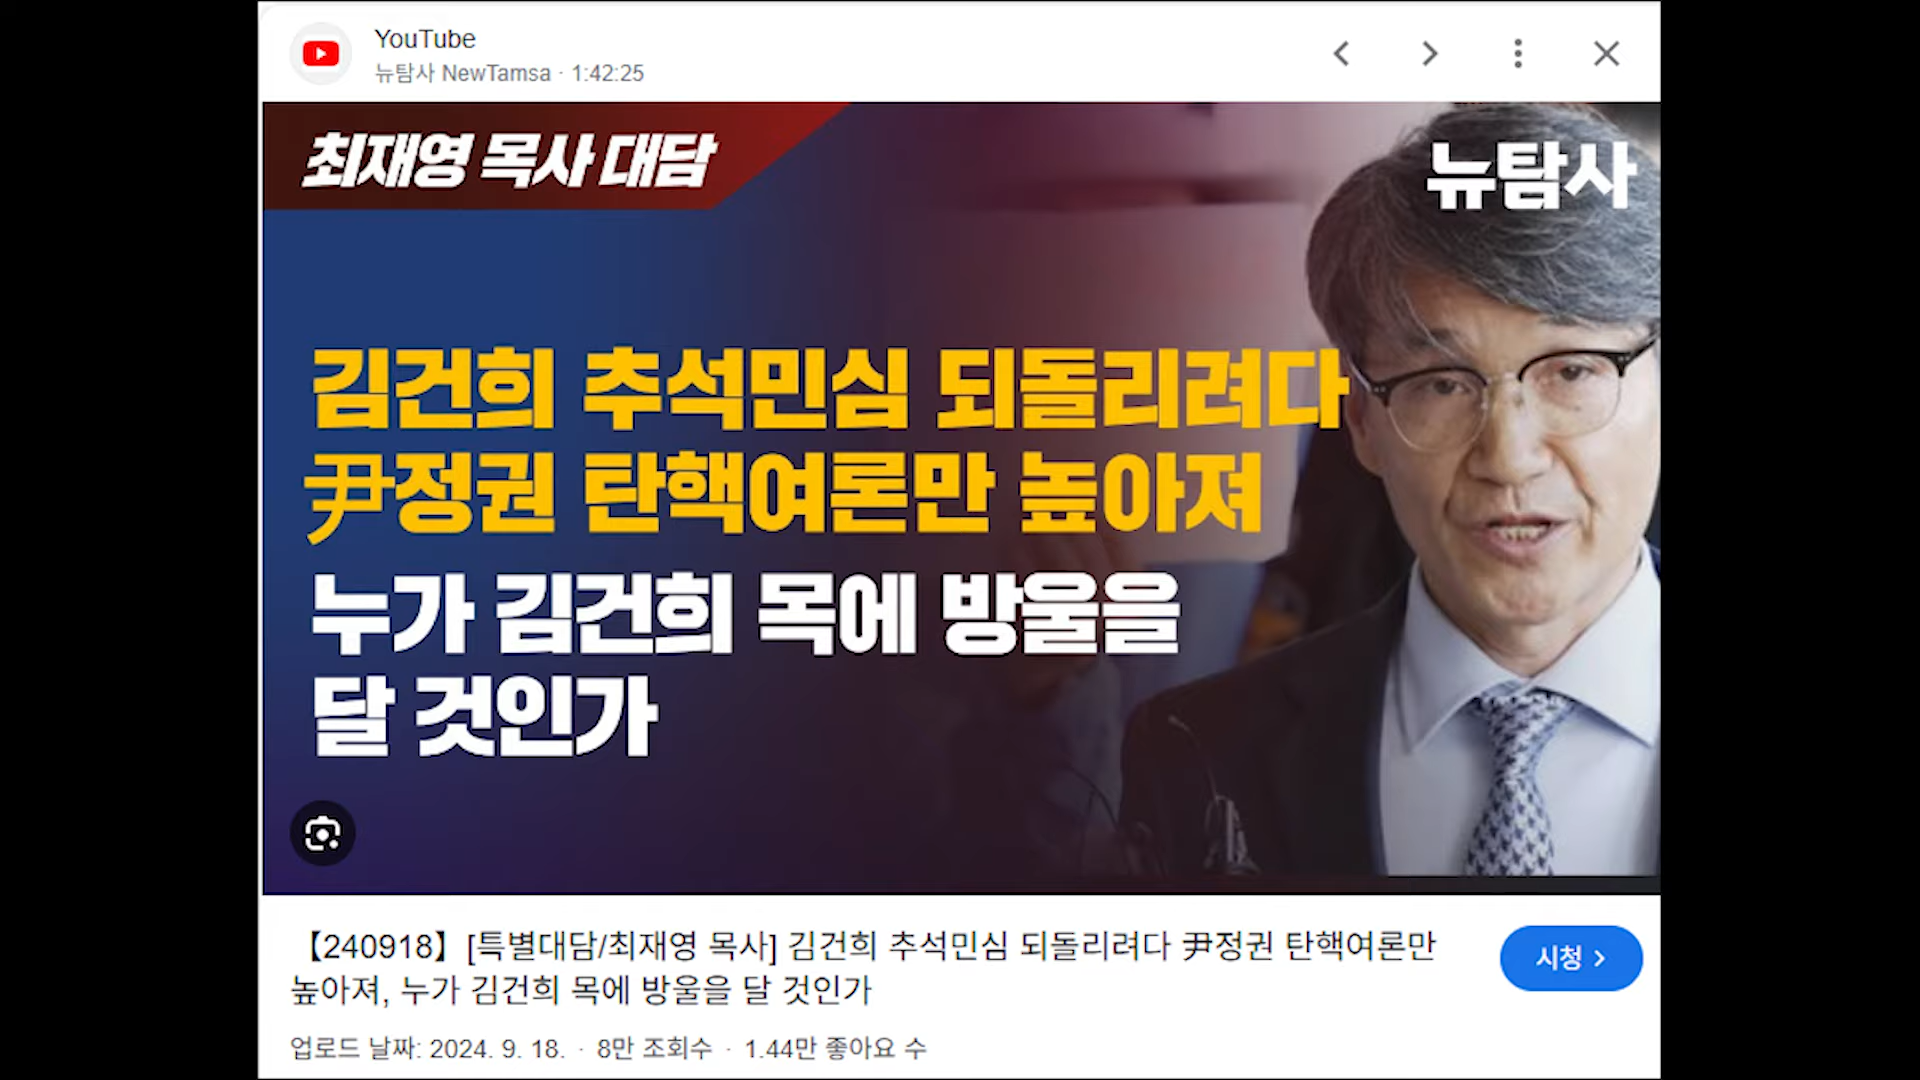 YouTube
뉴탐사 NewTamsa · 1:42:25
최재영 목사 대담
뉴탐사
김건희 추석민심 되돌리려다
尹정권 탄핵여론만 높아져
누가 김건희 목에 방울을
달 것인가
【240918】[특별대담/최재영 목사] 김건희 추석민심 되돌리려다 尹정권 탄핵여론만
높아져, 누가 김건희 목에 방울을 달 것인가
시청
업로드 날짜: 2024. 9. 18. · 8만 조회수 · 1.44만 좋아요 수